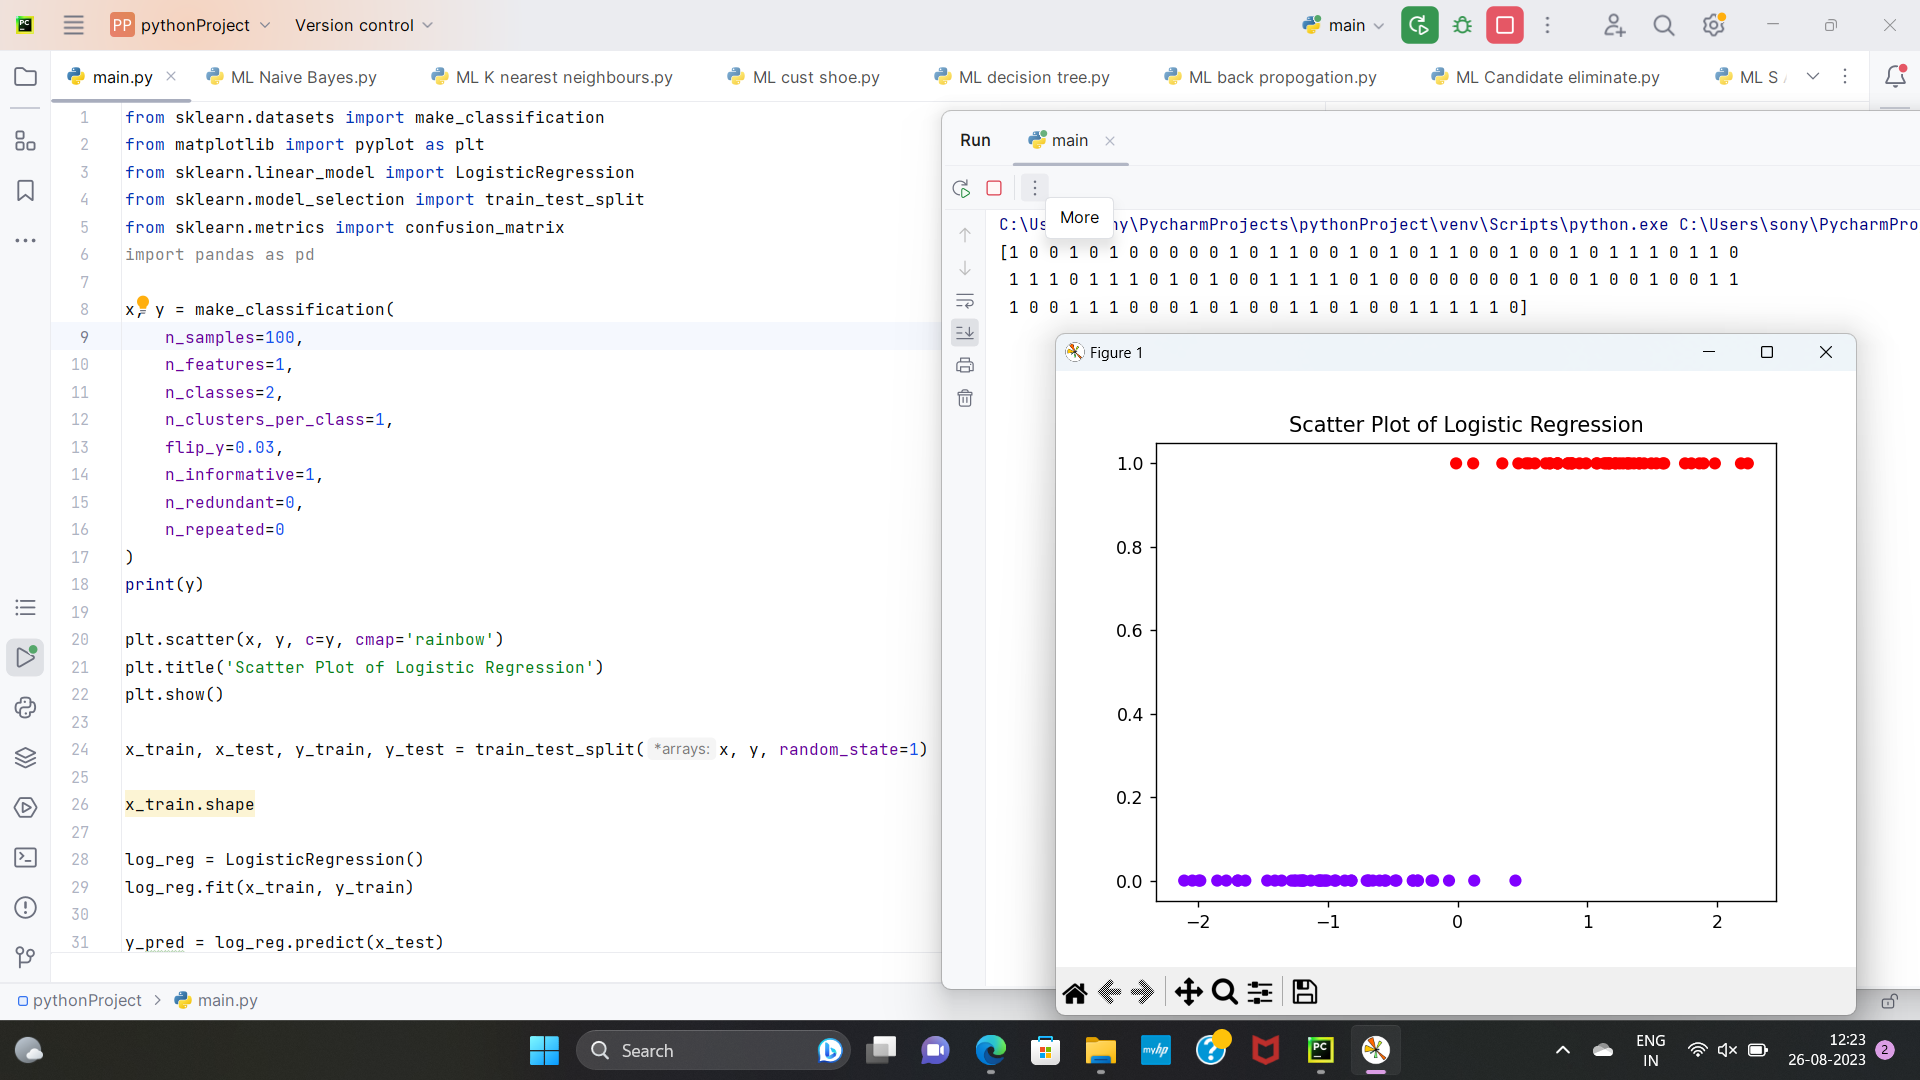 PC
PP pythonProject Version control main
main.py ML Naive Bayes.py ML K nearest neighbours.py ML cust shoe.py ML decision tree.py ML back propogation.py ML Candidate eliminate.py ML S
1 from sklearn.datasets import make_classification
2 from matplotlib import pyplot as plt
3 from sklearn.linear_model import LogisticRegression
4 from sklearn.model_selection import train_test_split
5 from sklearn.metrics import confusion_matrix
6 import pandas as pd
7
8 x, y = make_classification(
9 n_samples=100,
10 n_features=1,
11 n_classes=2,
12 n_clusters_per_class=1,
13 flip_y=0.03,
14 n_informative=1,
15 n_redundant=0,
16 n_repeated=0
17 )
18 print(y)
19
20 plt.scatter(x, y, c=y, cmap='rainbow')
21 plt.title('Scatter Plot of Logistic Regression')
22 plt.show()
23
24 x_train, x_test, y_train, y_test = train_test_split( *arrays: x, y, random_state=1)
25
26 x_train.shape
27
28 log_reg = LogisticRegression()
29 log_reg.fit(x_train, y_train)
30
31 y_pred = log_reg.predict(x_test)
Run main
More
C:\Us ny\PycharmProjects\pythonProject\venv\Scripts\python.exe C:\Users\sony\PycharmPro
[1 0 0 1 0 1 0 0 0 0 0 1 0 1 1 0 0 1 0 1 0 1 1 0 0 1 0 0 1 0 1 1 1 0 1 1 0
1 1 1 0 1 1 1 0 1 0 1 0 0 1 1 1 1 0 1 0 0 0 0 0 0 0 1 0 0 1 0 0 1 0 0 1 1
1 0 0 1 1 1 0 0 0 1 0 1 0 0 1 1 0 1 0 0 1 1 1 1 1 0]
Figure 1
Scatter Plot of Logistic Regression
1.0
0.8
0.6
0.4
0.2
0.0
−2 −1 0 1 2
pythonProject > main.py
Search
myhp
PC
ENG
IN
12:23
26-08-2023
2